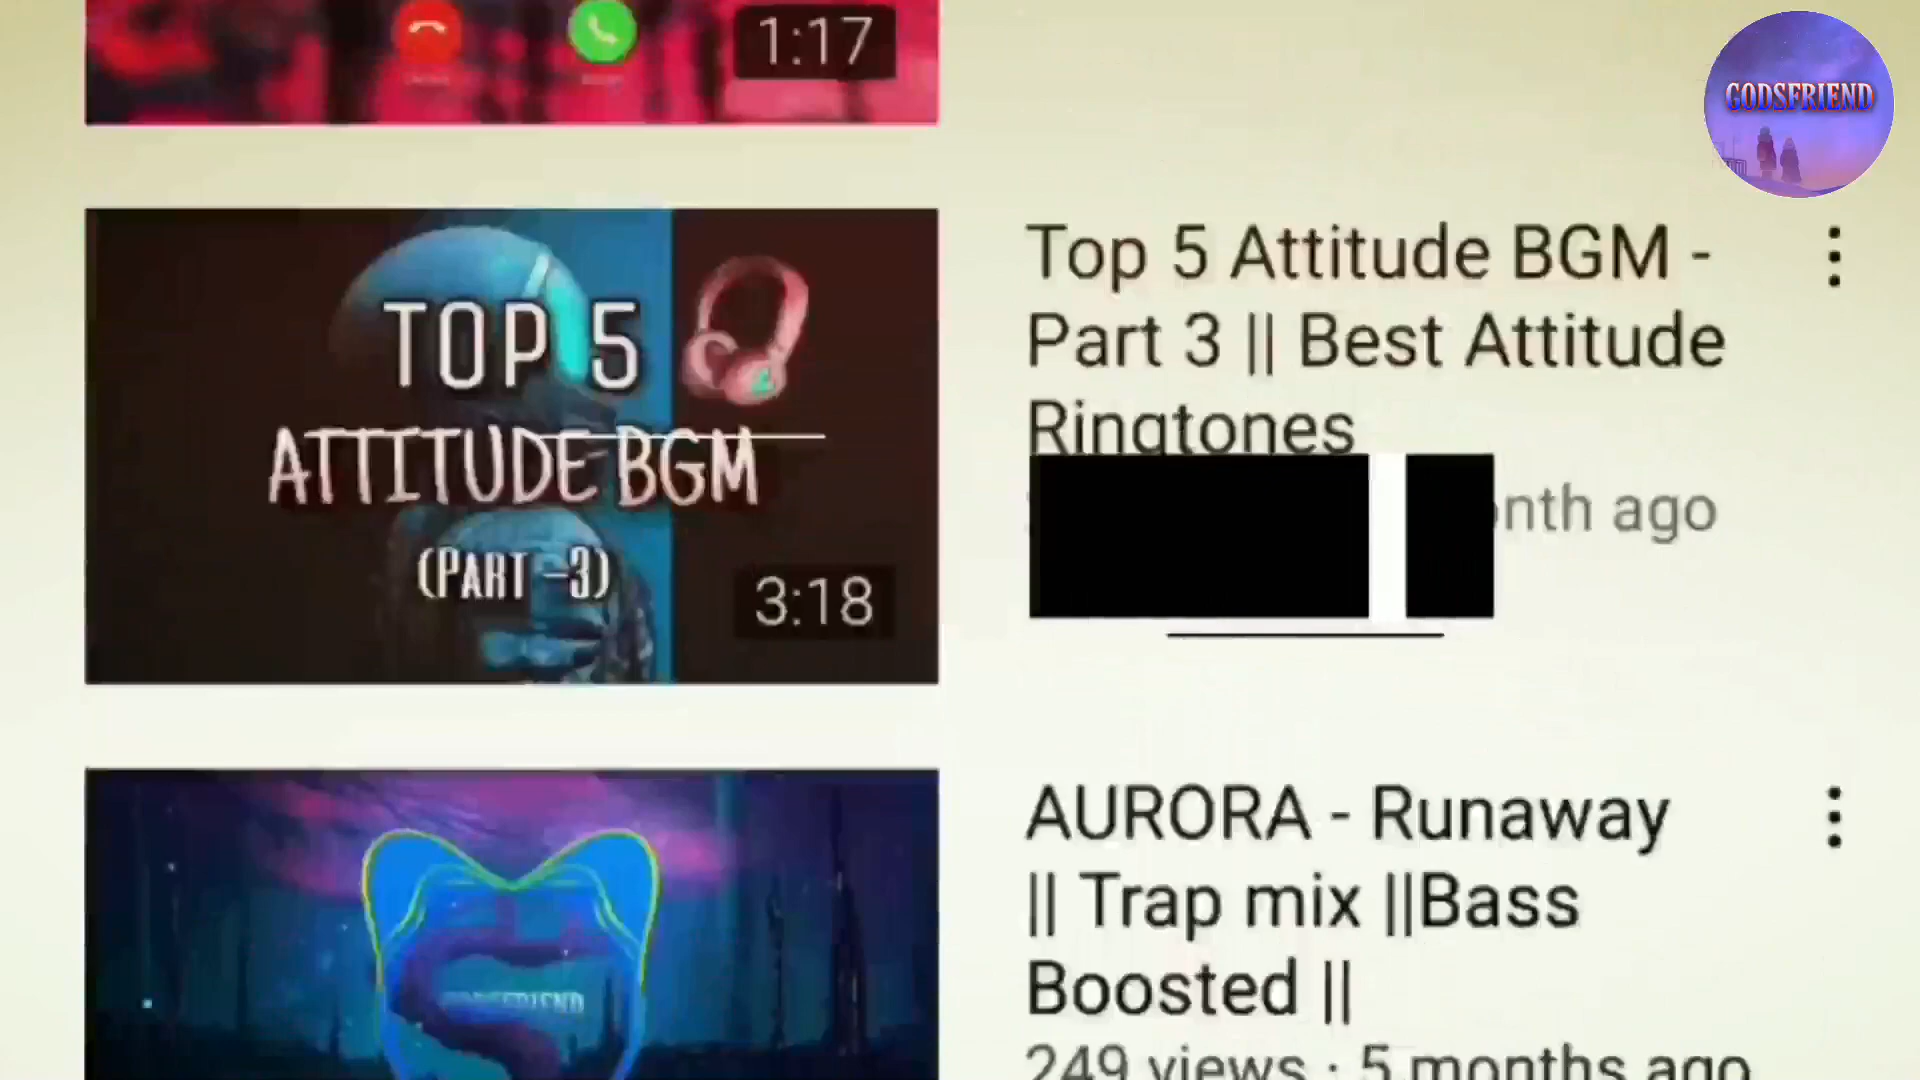 1:17
GODSFRIEND
TOP 5
ATTITUDE BGM
(PART -3)
3:18
Top 5 Attitude BGM -
Part 3 || Best Attitude
Ringtones
ago
GODSFRIEND
AURORA - Runaway
|| Trap mix ||Bass
Boosted ||
249 views · 5 months ago